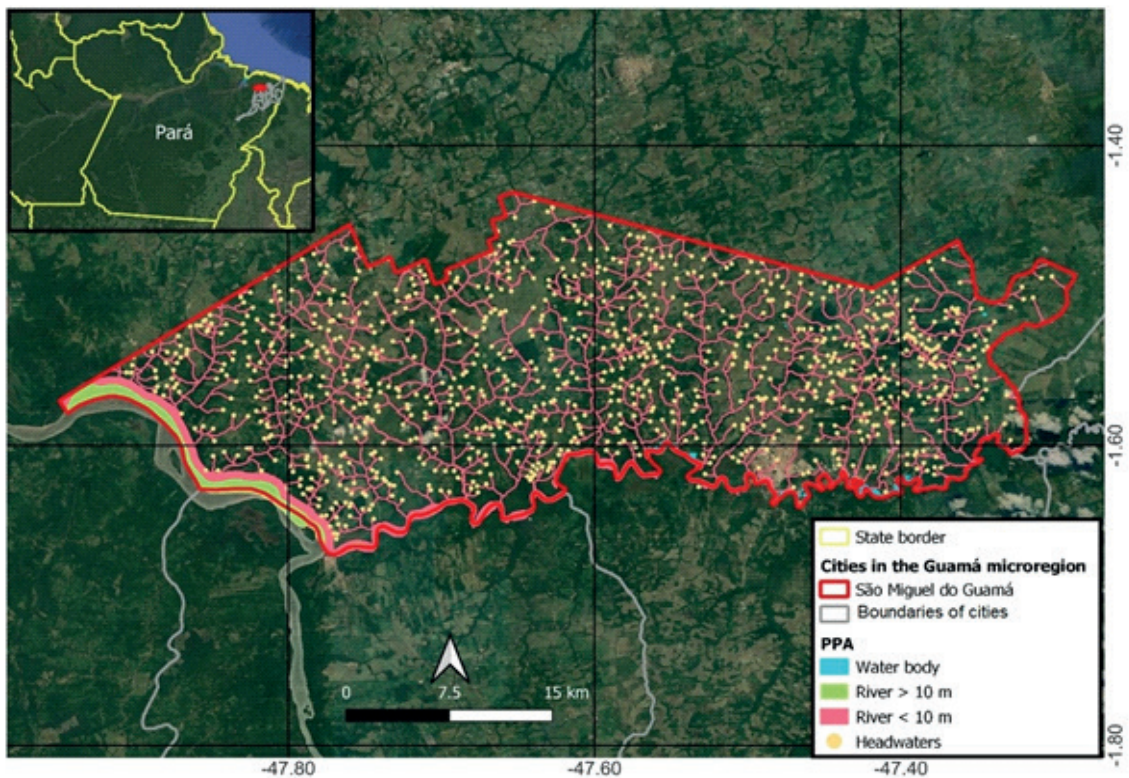 Pará
-1.40
-1.60
-1.80
State border
Cities in the Guamá microregion
São Miguel do Guamá
Boundaries of cities
PPA
Water body
River > 10 m
River < 10 m
Headwaters
0 7.5 15 km
-47.80 -47.60 -47.40